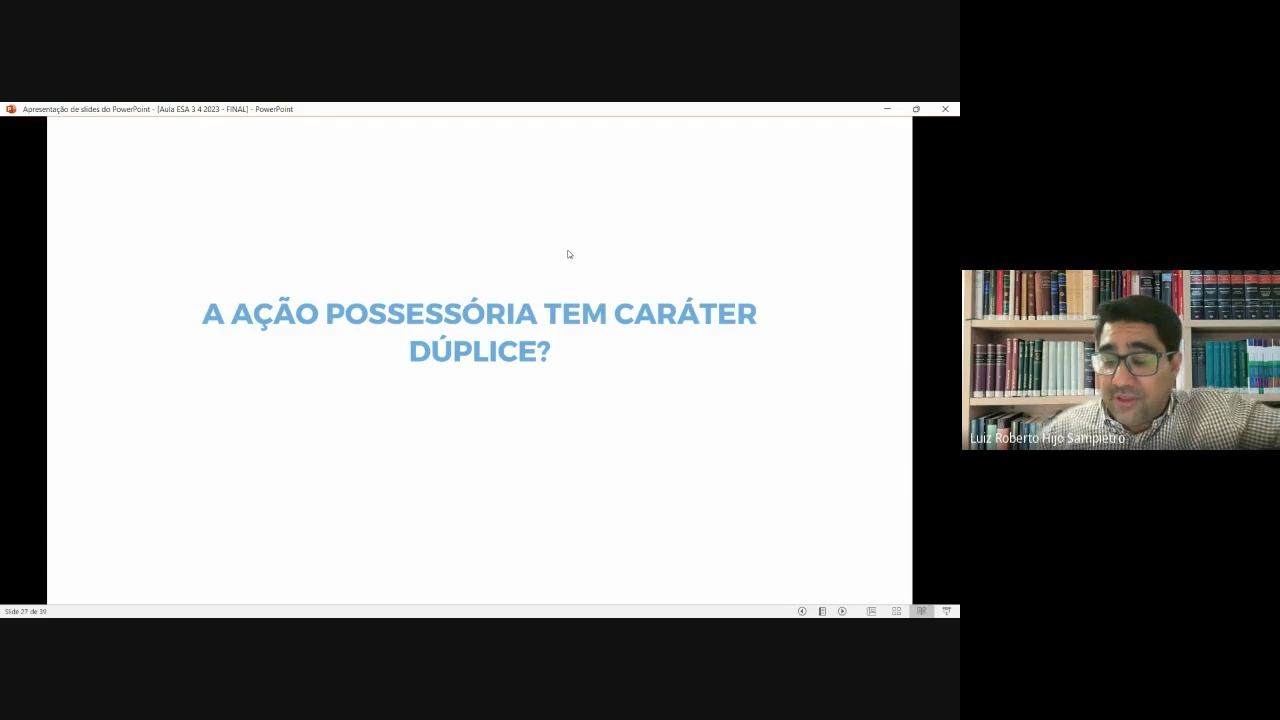 Apresentação de slides do PowerPoint - [Aula ESA 3 4 2023 - FINAL] - PowerPoint
A AÇÃO POSSESSÓRIA TEM CARÁTER
DÚPLICE?
Luiz Roberto Hijo Sampietro
Slide 27 de 39